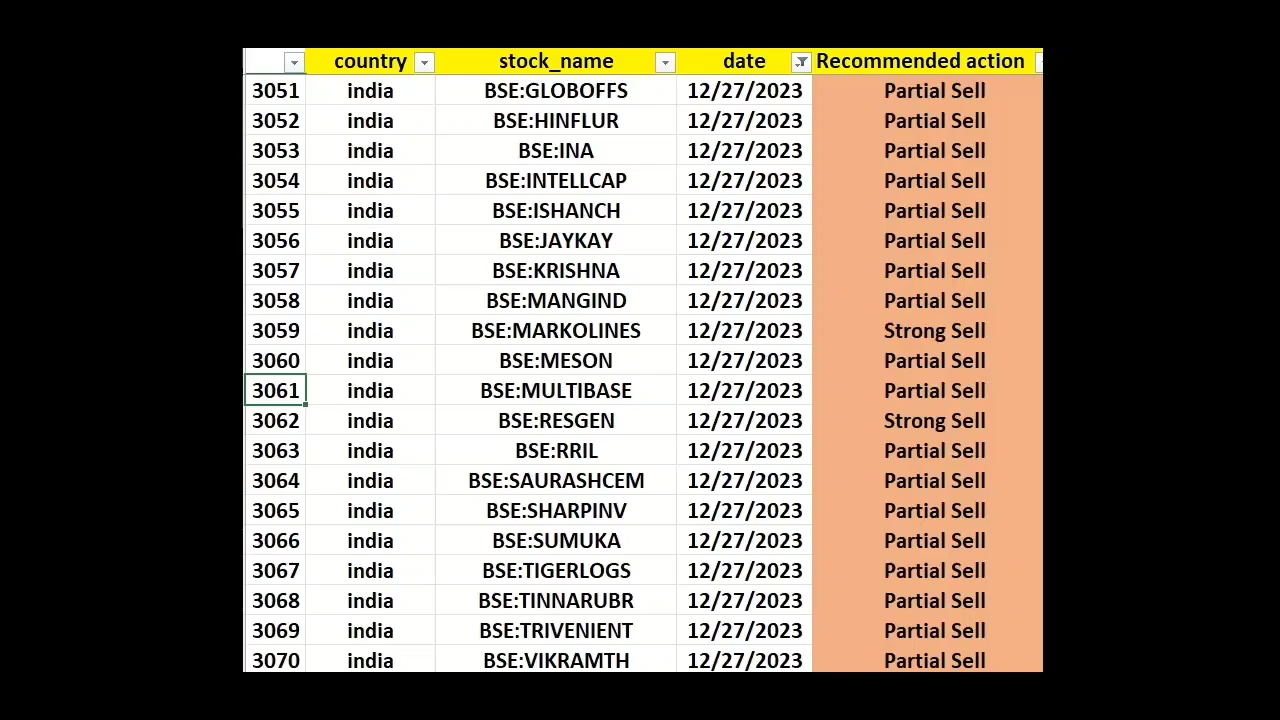 country stock_name date Recommended action
3051 india BSE:GLOBOFFS 12/27/2023 Partial Sell
3052 india BSE:HINFLUR 12/27/2023 Partial Sell
3053 india BSE:INA 12/27/2023 Partial Sell
3054 india BSE:INTELLCAP 12/27/2023 Partial Sell
3055 india BSE:ISHANCH 12/27/2023 Partial Sell
3056 india BSE:JAYKAY 12/27/2023 Partial Sell
3057 india BSE:KRISHNA 12/27/2023 Partial Sell
3058 india BSE:MANGIND 12/27/2023 Partial Sell
3059 india BSE:MARKOLINES 12/27/2023 Strong Sell
3060 india BSE:MESON 12/27/2023 Partial Sell
3061 india BSE:MULTIBASE 12/27/2023 Partial Sell
3062 india BSE:RESGEN 12/27/2023 Strong Sell
3063 india BSE:RRIL 12/27/2023 Partial Sell
3064 india BSE:SAURASHCEM 12/27/2023 Partial Sell
3065 india BSE:SHARPINV 12/27/2023 Partial Sell
3066 india BSE:SUMUKA 12/27/2023 Partial Sell
3067 india BSE:TIGERLOGS 12/27/2023 Partial Sell
3068 india BSE:TINNARUBR 12/27/2023 Partial Sell
3069 india BSE:TRIVENIENT 12/27/2023 Partial Sell
3070 india BSE:VIKRAMTH 12/27/2023 Partial Sell